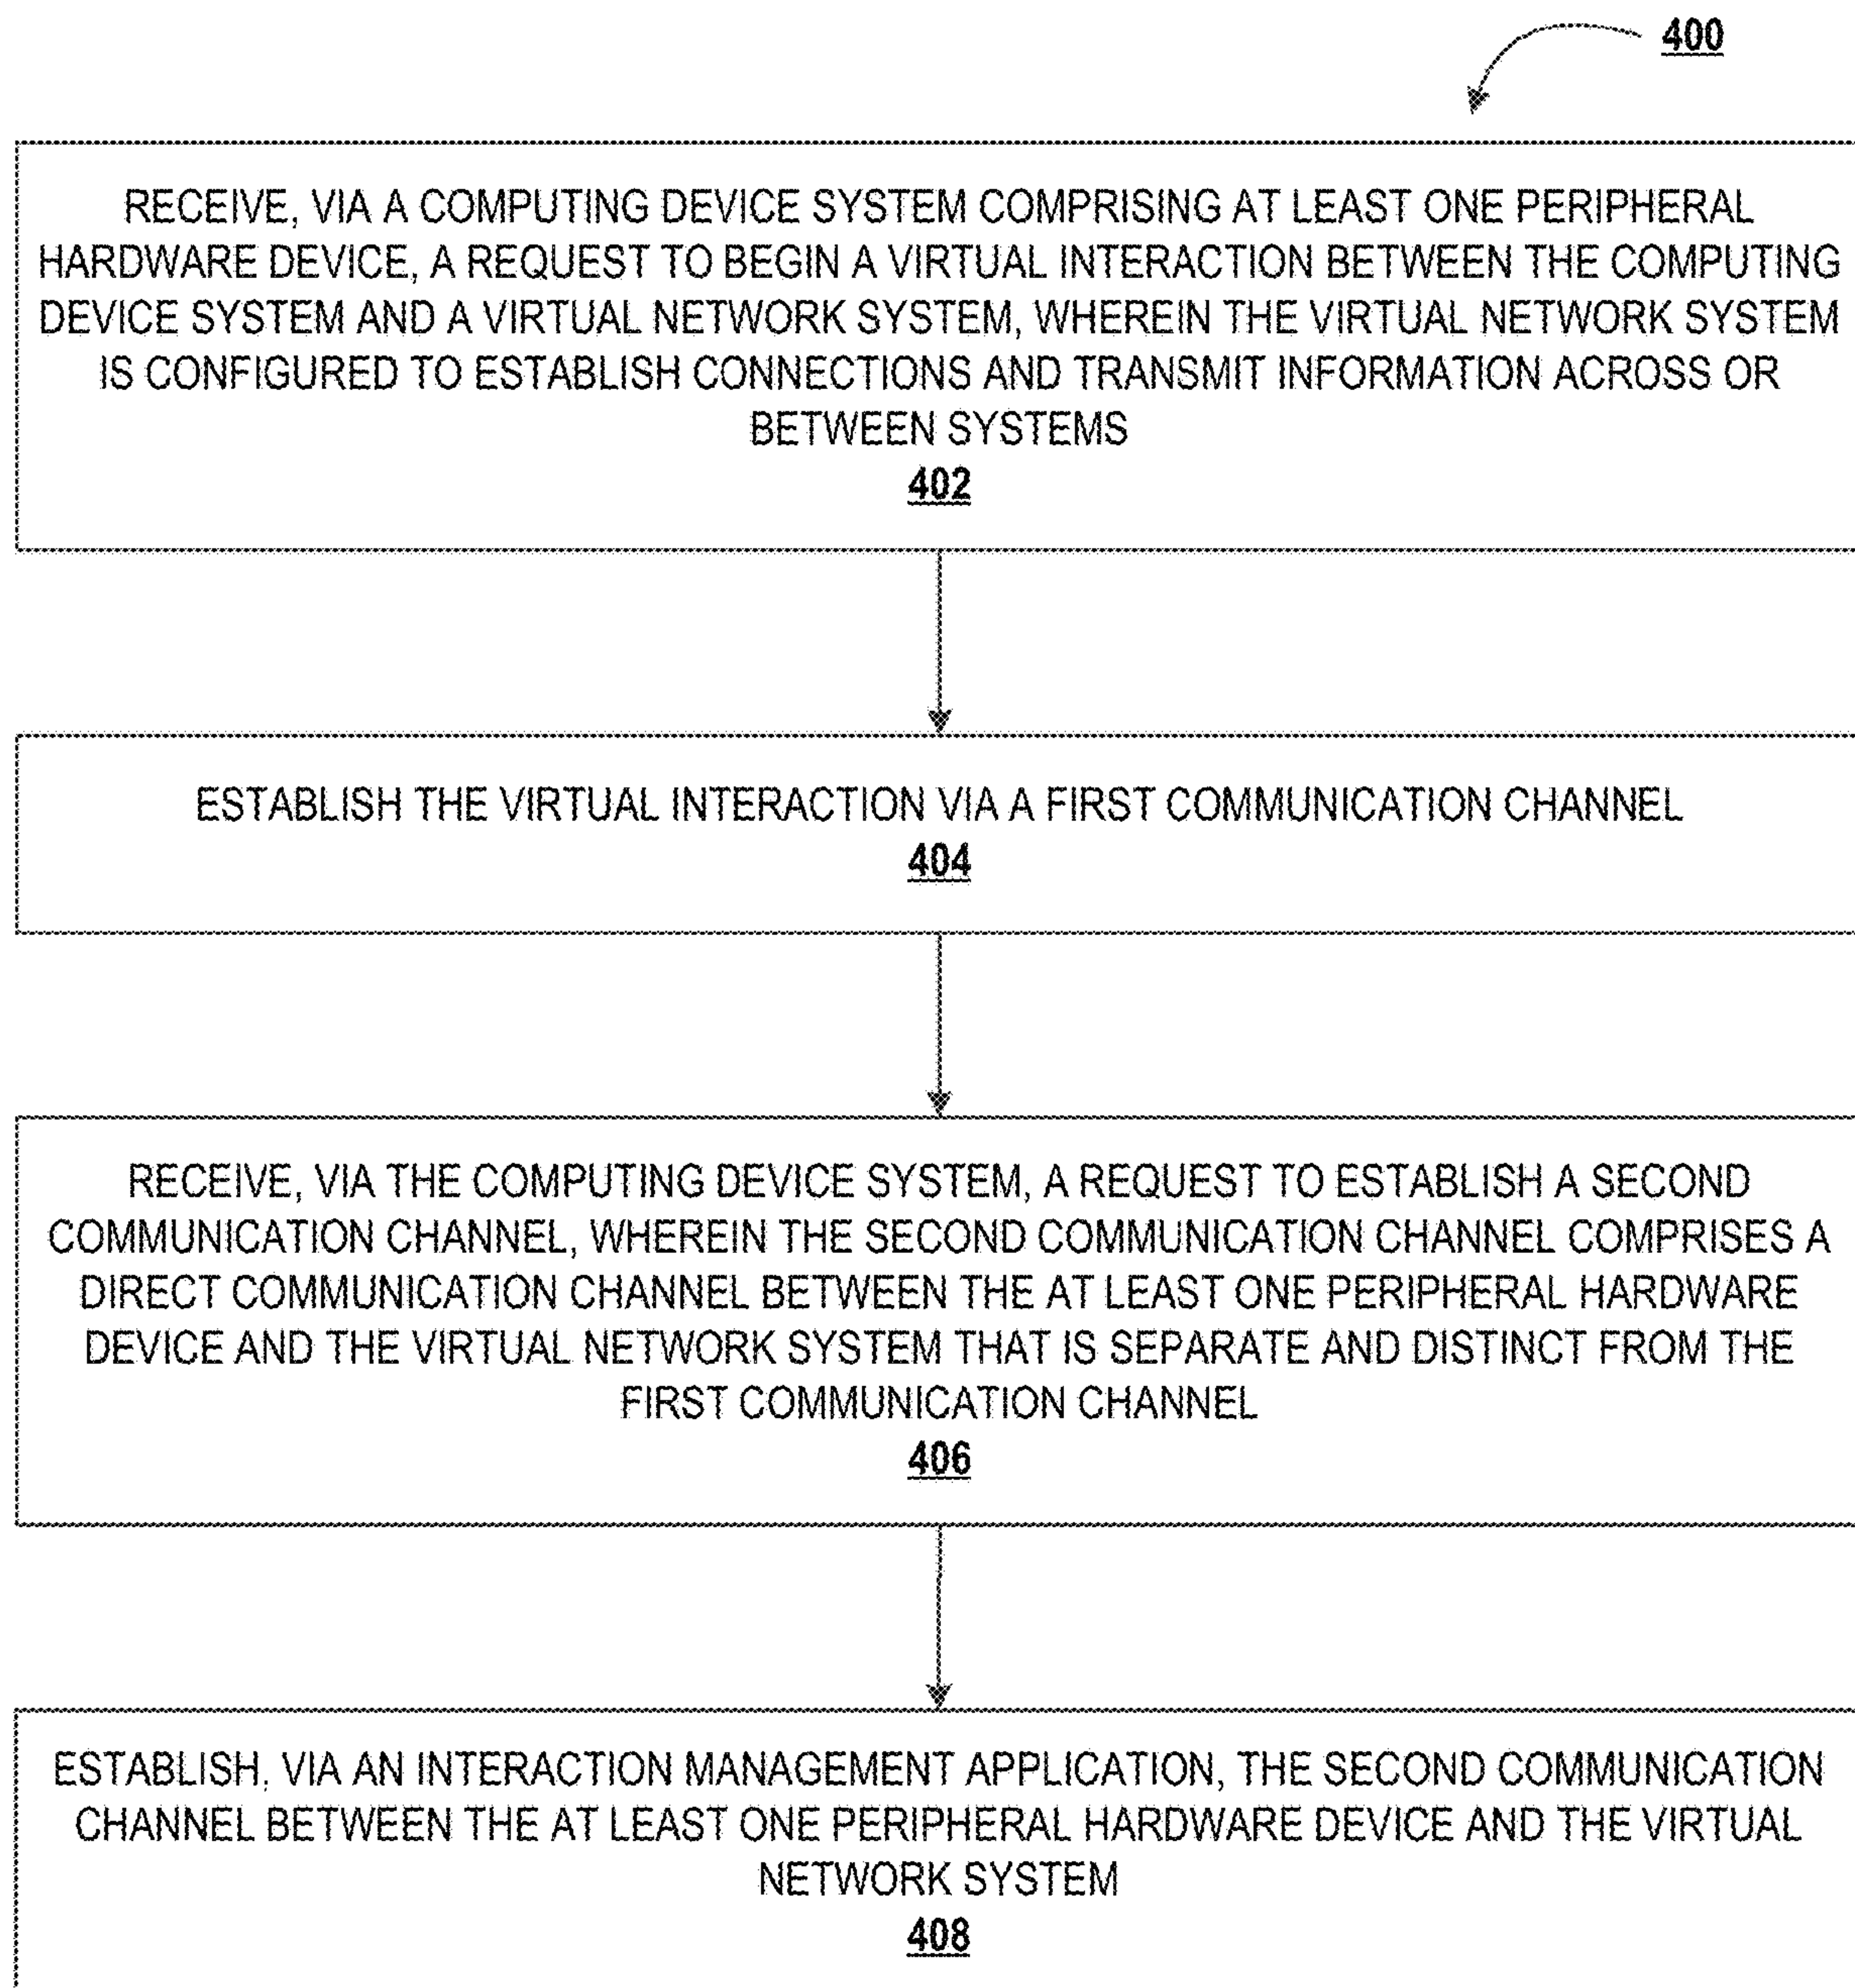 400
RECEIVE, VIA A COMPUTING DEVICE SYSTEM COMPRISING AT LEAST ONE PERIPHERAL
HARDWARE DEVICE, A REQUEST TO BEGIN A VIRTUAL INTERACTION BETWEEN THE COMPUTING
DEVICE SYSTEM AND A VIRTUAL NETWORK SYSTEM, WHEREIN THE VIRTUAL NETWORK SYSTEM
IS CONFIGURED TO ESTABLISH CONNECTIONS AND TRANSMIT INFORMATION ACROSS OR
BETWEEN SYSTEMS
402
ESTABLISH THE VIRTUAL INTERACTION VIA A FIRST COMMUNICATION CHANNEL
404
RECEIVE, VIA THE COMPUTING DEVICE SYSTEM, A REQUEST TO ESTABLISH A SECOND
COMMUNICATION CHANNEL, WHEREIN THE SECOND COMMUNICATION CHANNEL COMPRISES A
DIRECT COMMUNICATION CHANNEL BETWEEN THE AT LEAST ONE PERIPHERAL HARDWARE
DEVICE AND THE VIRTUAL NETWORK SYSTEM THAT IS SEPARATE AND DISTINCT FROM THE
FIRST COMMUNICATION CHANNEL
406
ESTABLISH, VIA AN INTERACTION MANAGEMENT APPLICATION, THE SECOND COMMUNICATION
CHANNEL BETWEEN THE AT LEAST ONE PERIPHERAL HARDWARE DEVICE AND THE VIRTUAL
NETWORK SYSTEM
408